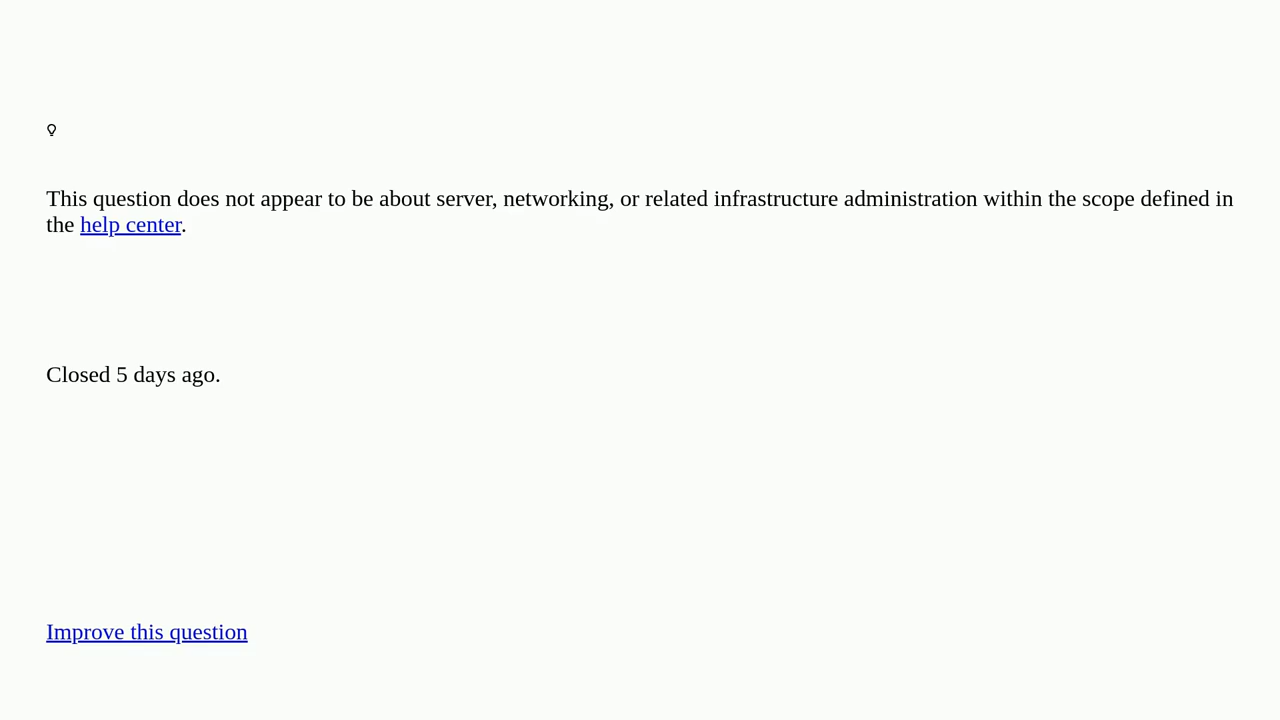 This question does not appear to be about server, networking, or related infrastructure administration within the scope defined in
the help center.
Closed 5 days ago.
Improve this question